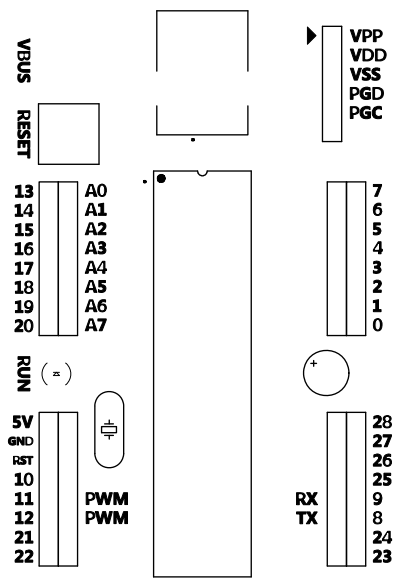 VBUS
VPP
VDD
VSS
PGD
PGC
RESET
13 A0 7
14 A1 6
15 A2 5
16 A3 4
17 A4 3
18 A5 2
19 A6 1
20 A7 0
RUN
+
5V 28
GND 27
RST 26
10 25
11 PWM RX 9
12 PWM TX 8
21 24
22 23